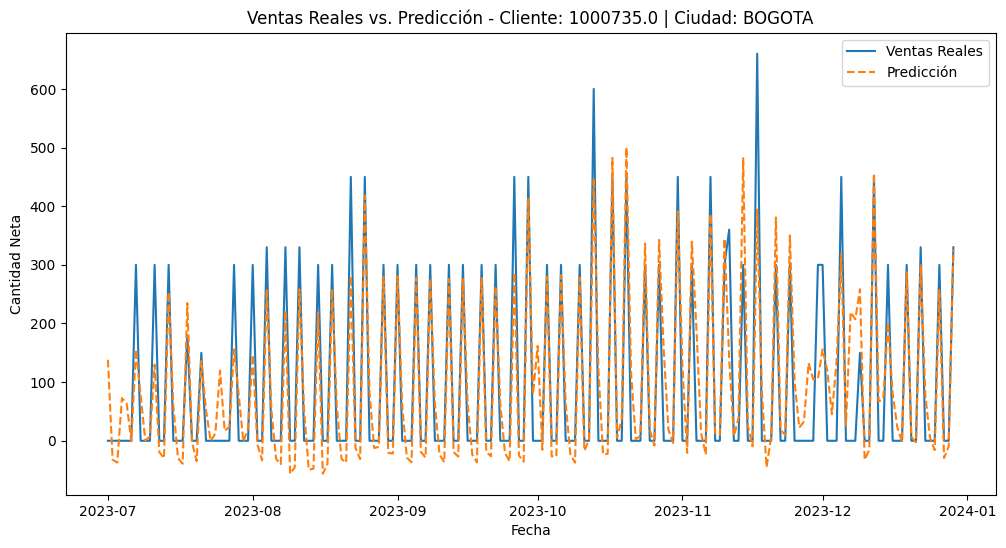 Ventas Reales vs. Predicción - Cliente: 1000735.0 | Ciudad: BOGOTA
Ventas Reales
Predicción
Cantidad Neta
600
500
400
300
200
100
0
2023-07
2023-08
2023-09
2023-10
2023-11
2023-12
2024-01
Fecha